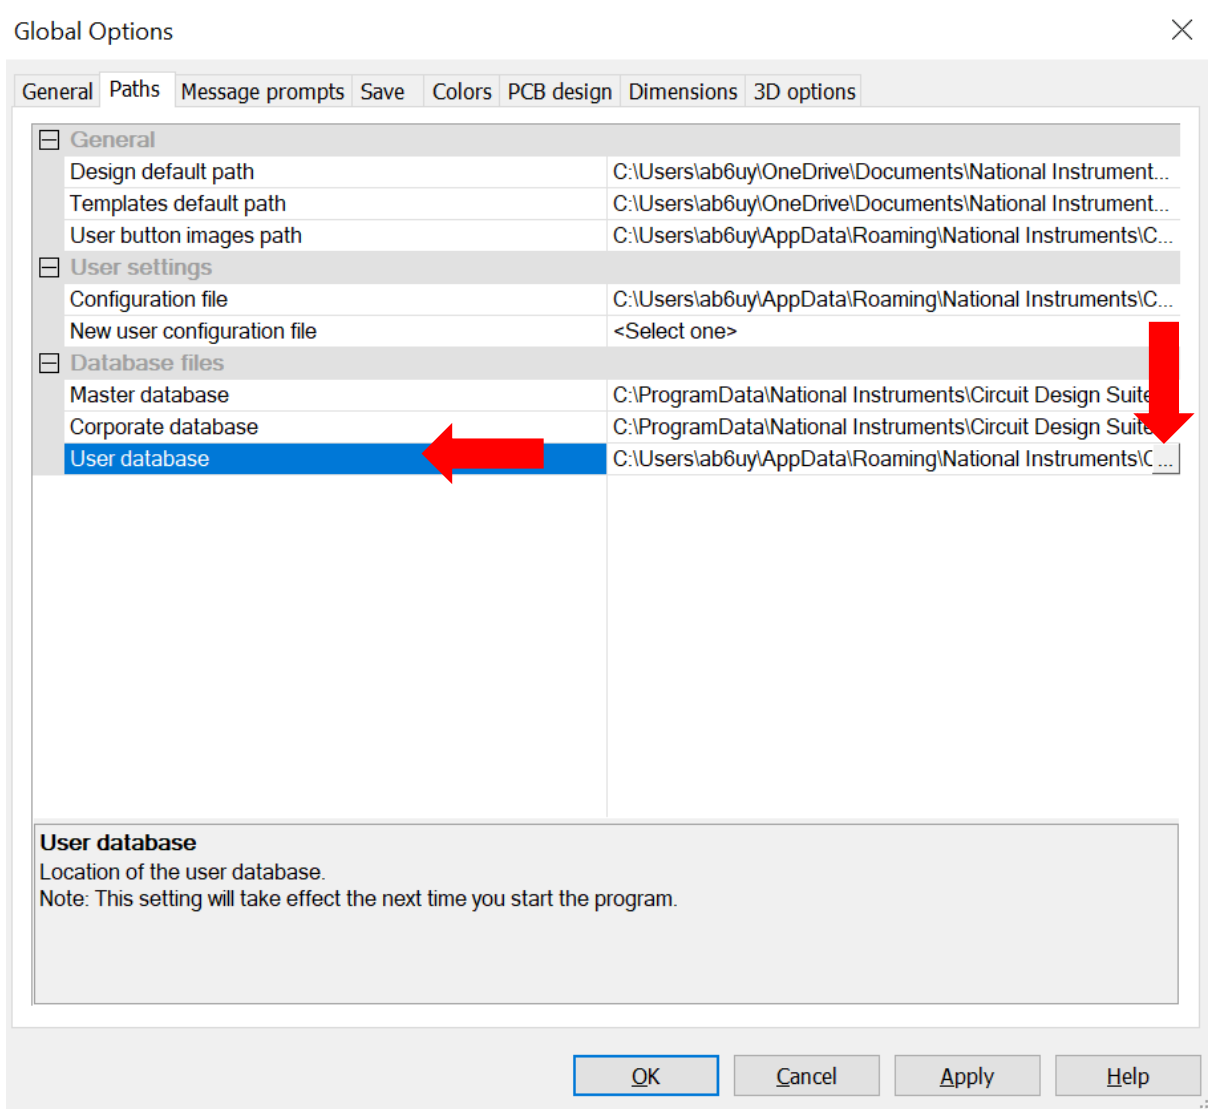 Global Options
General Paths Message prompts Save Colors PCB design Dimensions 3D options
General
Design default path C:\Users\ab6uy\OneDrive\Documents\National Instrument...
Templates default path C:\Users\ab6uy\OneDrive\Documents\National Instrument...
User button images path C:\Users\ab6uy\AppData\Roaming\National Instruments\C...
User settings
Configuration file C:\Users\ab6uy\AppData\Roaming\National Instruments\C...
New user configuration file <Select one>
Database files
Master database C:\ProgramData\National Instruments\Circuit Design Suite
Corporate database C:\ProgramData\National Instruments\Circuit Design Suite
User database C:\Users\ab6uy\AppData\Roaming\National Instruments\C ...
User database
Location of the user database.
Note: This setting will take effect the next time you start the program.
OK Cancel Apply Help